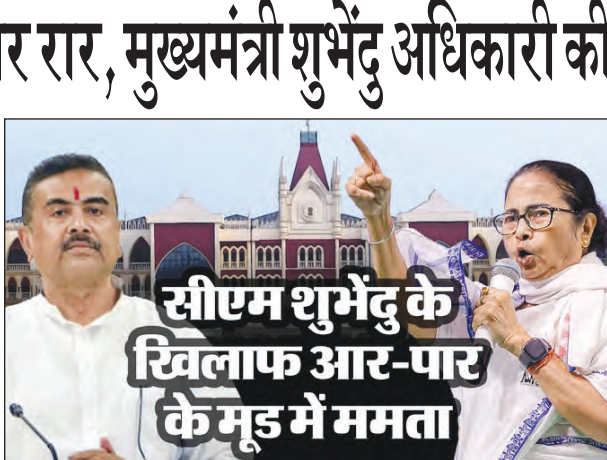 रार, मुख्यमंत्री शुभेंदु अधिकारी की
सीएम शुभेंदु के
खिलाफ आर-पार
के मूड में ममता